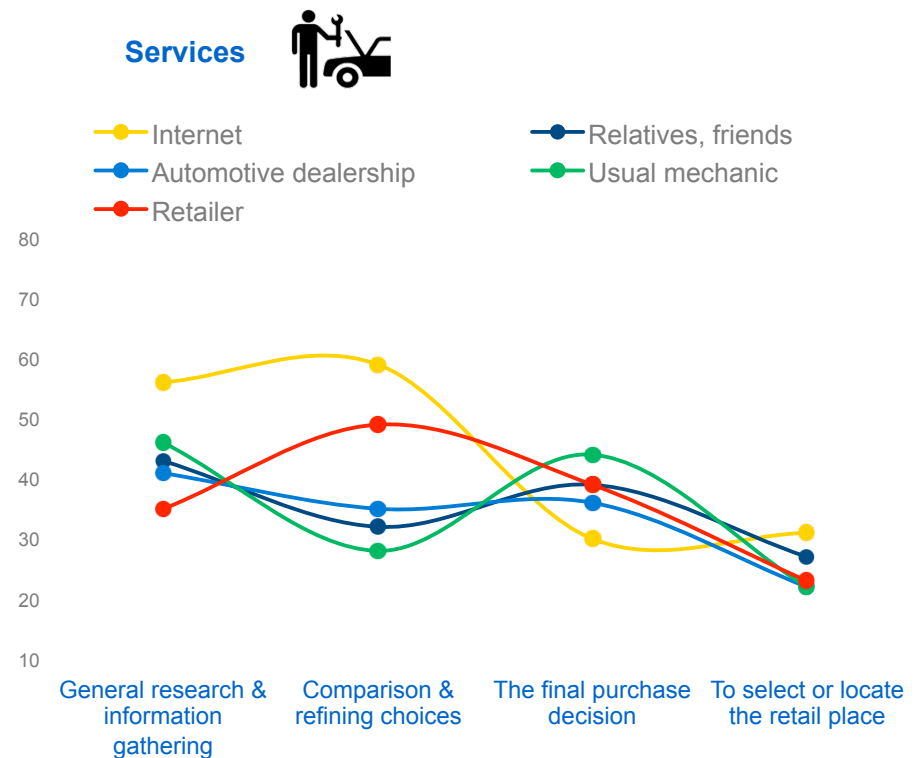 Services
Internet
Relatives, friends
Automotive dealership
Usual mechanic
Retailer
80
70
60
50
40
30
20
10
General research &
information
gathering
Comparison &
refining choices
The final purchase
decision
To select or locate
the retail place